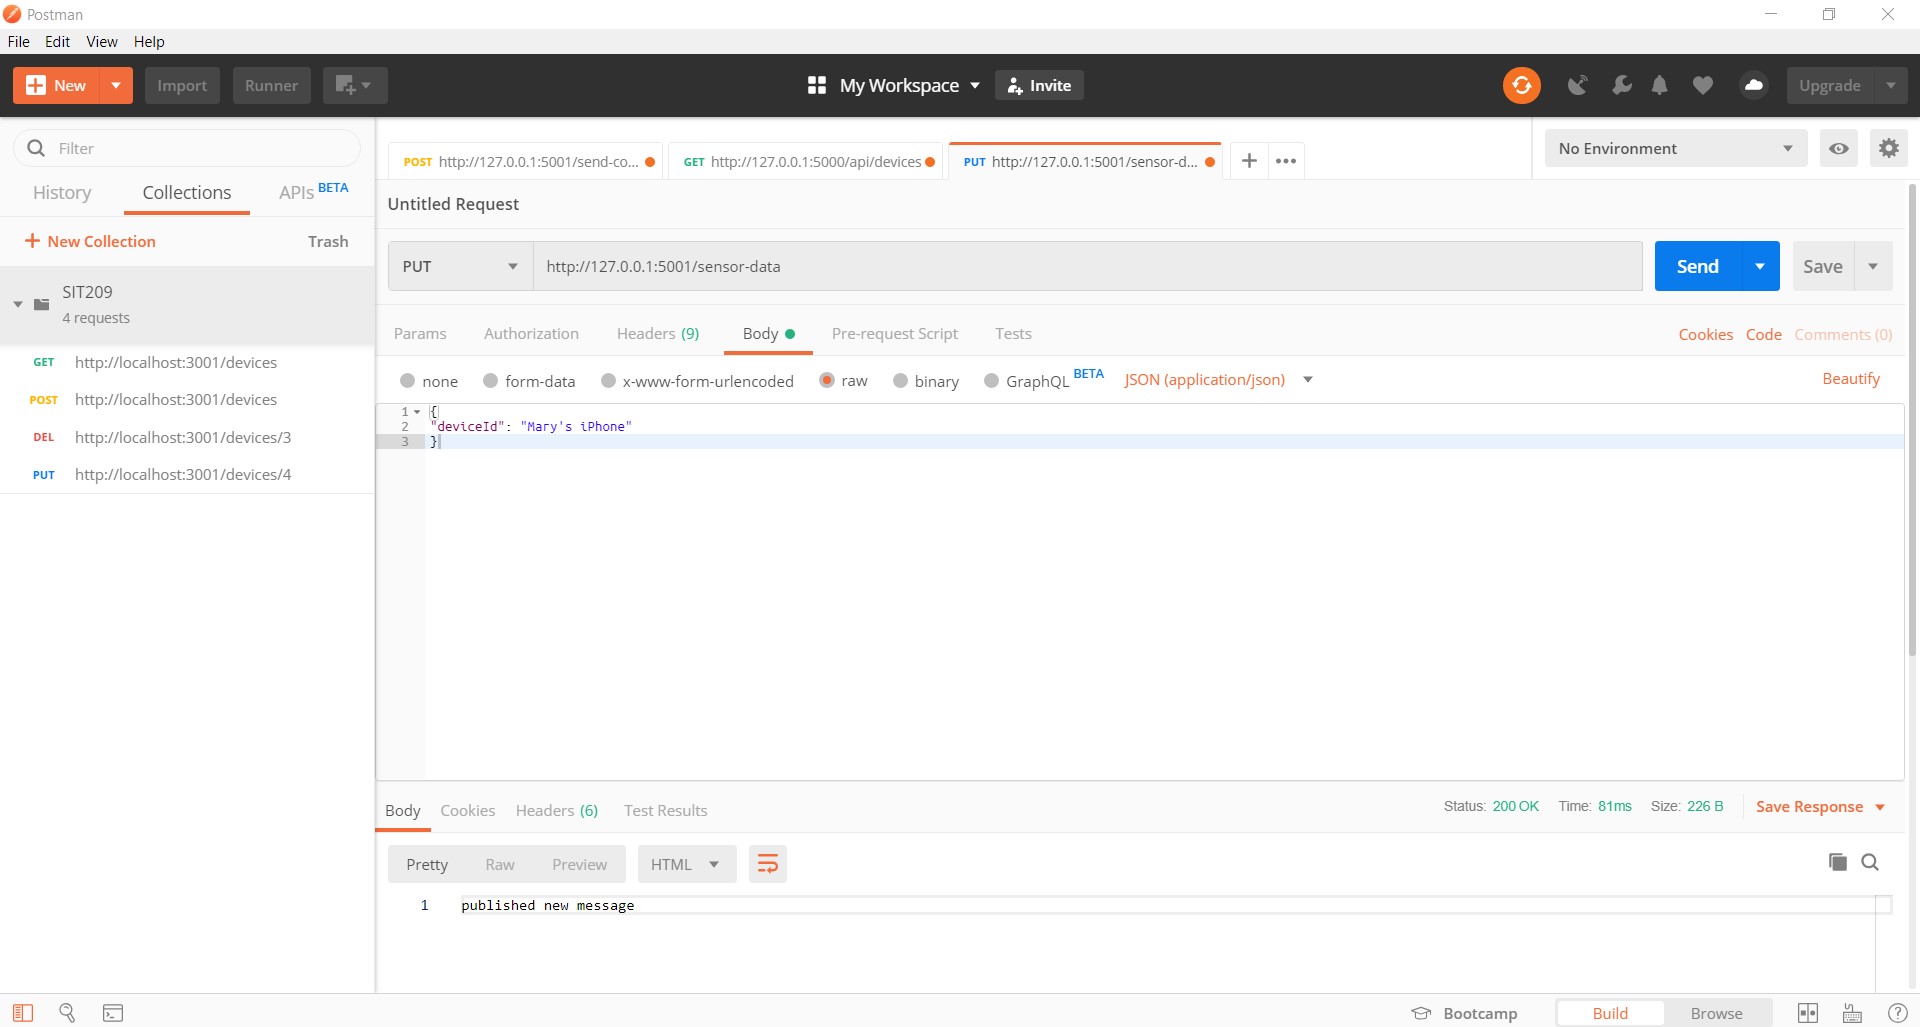 Postman
File Edit View Help
New Import Runner My Workspace Invite Upgrade
Filter
History Collections APIs BETA
New Collection Trash
SIT209
4 requests
GET http://localhost:3001/devices
POST http://localhost:3001/devices
DEL http://localhost:3001/devices/3
PUT http://localhost:3001/devices/4
POST http://127.0.0.1:5001/send-co... GET http://127.0.0.1:5000/api/devices PUT http://127.0.0.1:5001/sensor-d... No Environment
Untitled Request
PUT http://127.0.0.1:5001/sensor-data Send Save
Params Authorization Headers (9) Body Pre-request Script Tests Cookies Code Comments (0)
none form-data x-www-form-urlencoded raw binary GraphQL BETA JSON (application/json) Beautify
1 {
2 "deviceId": "Mary's iPhone"
3 }
Body Cookies Headers (6) Test Results Status: 200 OK Time: 81ms Size: 226 B Save Response
Pretty Raw Preview HTML
1 published new message
Bootcamp Build Browse